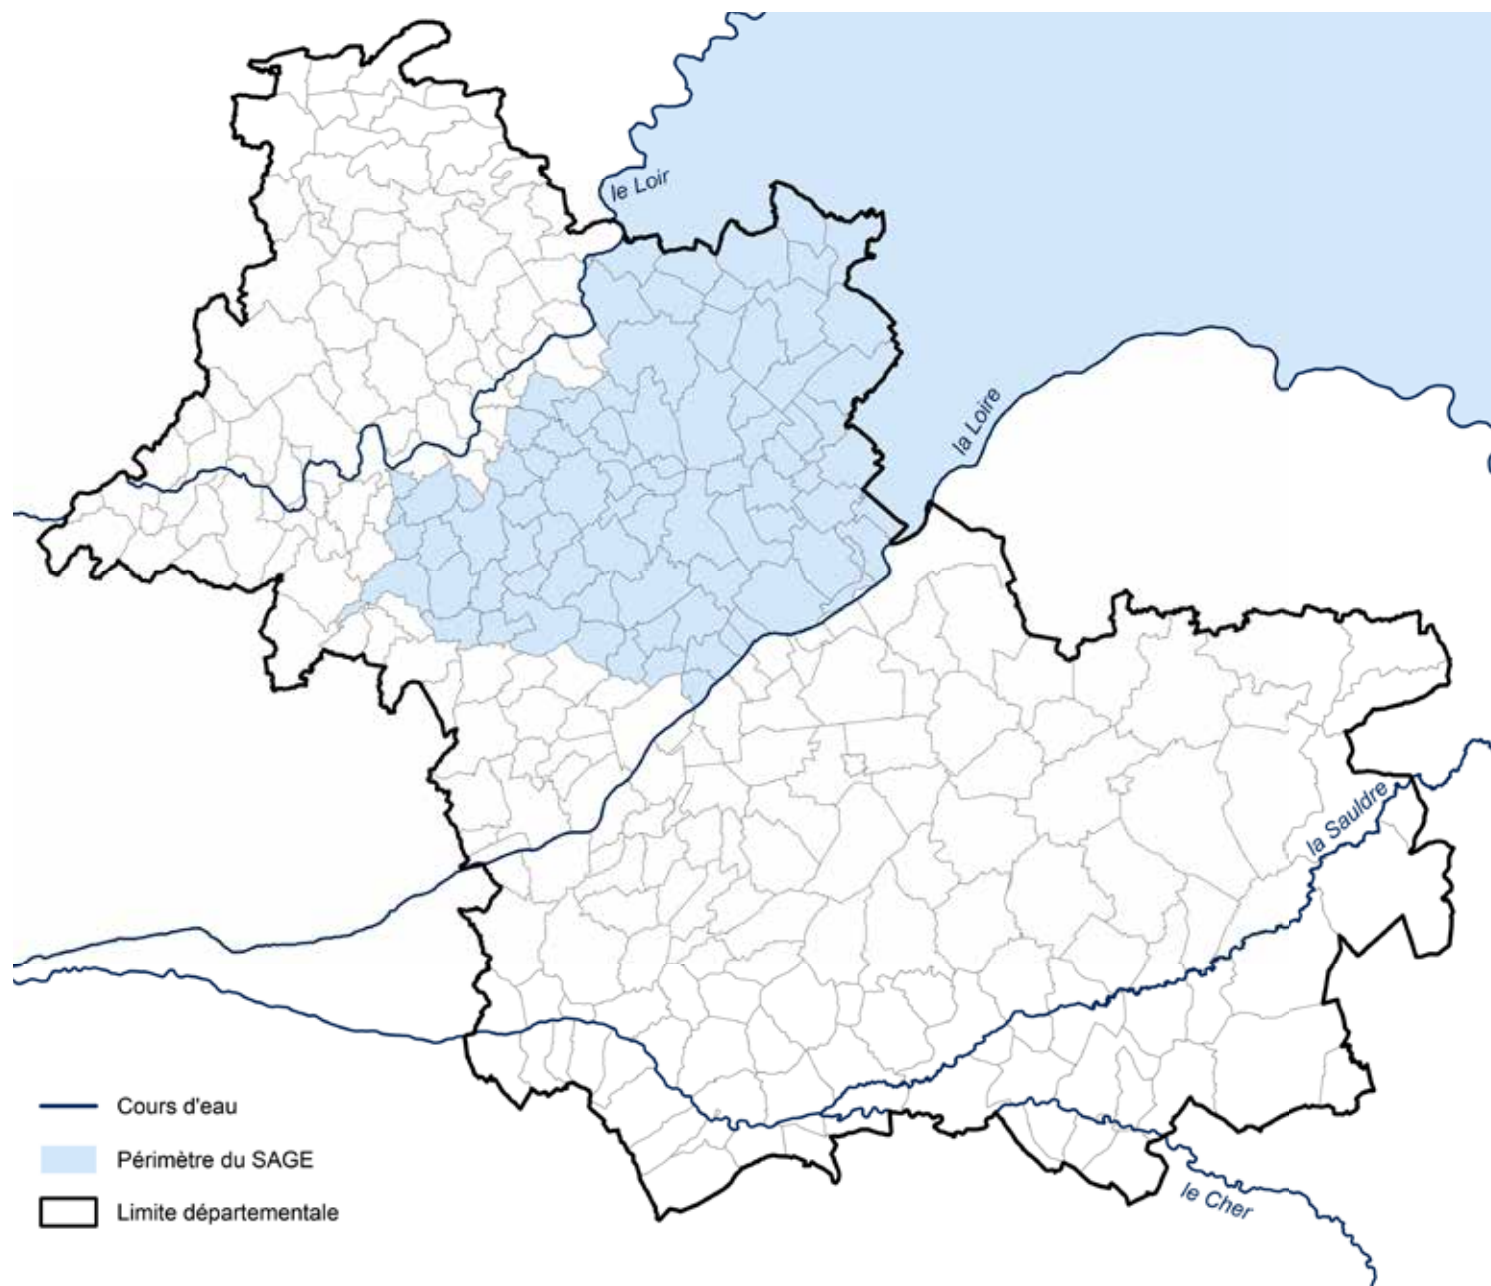 le Loir
la Loire
la Sauldre
le Cher
Cours d'eau
Périmètre du SAGE
Limite départementale